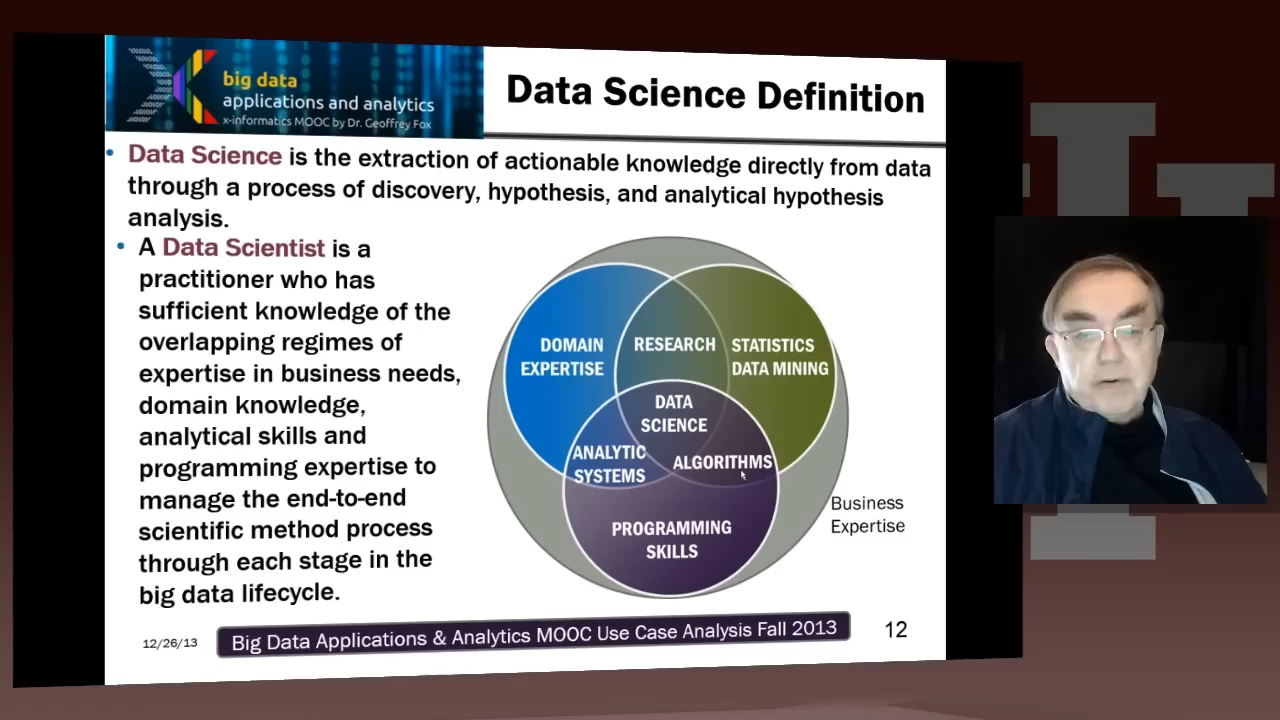 big data
applications and analytics
x-informatics MOOC by Dr. Geoffrey Fox
Data Science Definition
• Data Science is the extraction of actionable knowledge directly from data
through a process of discovery, hypothesis, and analytical hypothesis
analysis.
• A Data Scientist is a
practitioner who has
sufficient knowledge of the
overlapping regimes of
expertise in business needs,
domain knowledge,
analytical skills and
programming expertise to
manage the end-to-end
scientific method process
through each stage in the
big data lifecycle.
DOMAIN
EXPERTISE
RESEARCH
STATISTICS
DATA MINING
DATA
SCIENCE
ANALYTIC
SYSTEMS
ALGORITHMS
PROGRAMMING
SKILLS
Business
Expertise
12/26/13
Big Data Applications & Analytics MOOC Use Case Analysis Fall 2013
12